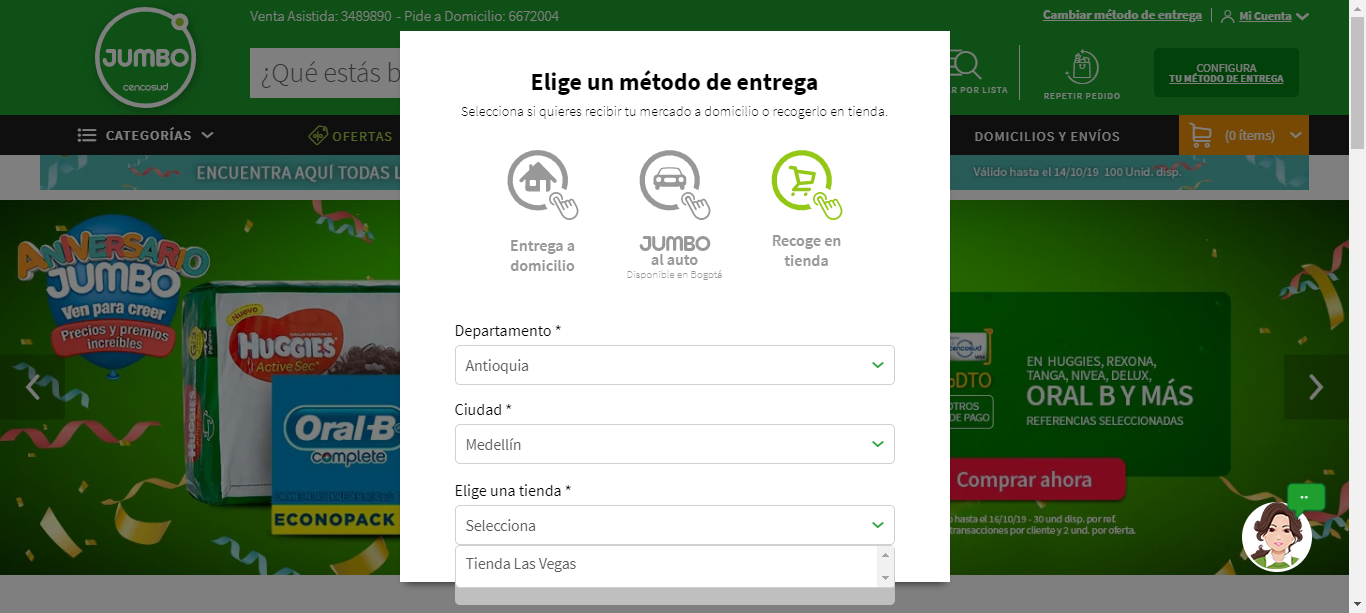 Venta Asistida: 3489890 - Pide a Domicilio: 6672004
Cambiar método de entrega
Mi Cuenta
JUMBO
cencosud
¿Qué estás b
R POR LISTA
REPETIR PEDIDO
CONFIGURA
TU MÉTODO DE ENTREGA
CATEGORÍAS
OFERTAS
DOMICILIOS Y ENVÍOS
(0 ítems)
ENCUENTRA AQUÍ TODAS L
Válido hasta el 14/10/19 100 Unid. disp.
Elige un método de entrega
Selecciona si quieres recibir tu mercado a domicilio o recogerlo en tienda.
Entrega a
domicilio
JUMBO
al auto
Disponible en Bogotá
Recoge en
tienda
Departamento *
Antioquia
Ciudad *
Medellín
Elige una tienda *
Selecciona
Tienda Las Vegas
ANIVERSARIO
JUMBO
Ven para creer
Precios y premios
increíbles
Nuevo
HUGGIES
Active Sec
HUGGIES
Oral-B
complete
ECONOPACK
cencosud
%DTO
OTROS
DE PAGO
EN HUGGIES, REXONA,
TANGA, NIVEA, DELUX,
ORAL B Y MÁS
REFERENCIAS SELECCIONADAS
Comprar ahora
hasta el 16/10/19 - 30 und disp. por ref.
transacciones por cliente y 2 und. por oferta.